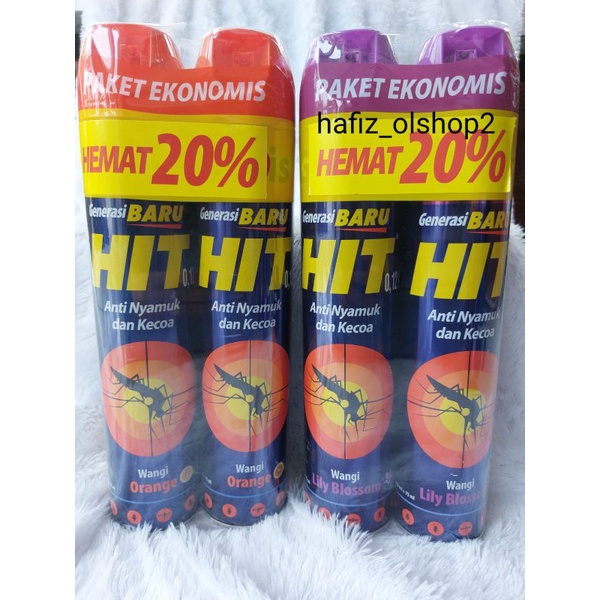 PAKET EKONOMIS
HEMAT 20%
Generasi BARU
HIT
Anti Nyamuk
dan Kecoa
Wangi
Orange
Generasi BARU
HIT
Anti Nyamuk
dan Kecoa
Wangi
Orange
PAKET EKONOMIS
hafiz_olshop2
HEMAT 20%
Generasi BARU
HIT
Anti Nyamuk
dan Kecoa
Wangi
Lily Blossom
Generasi BARU
HIT
Anti Nyamuk
dan Kecoa
Wangi
Lily Blossom